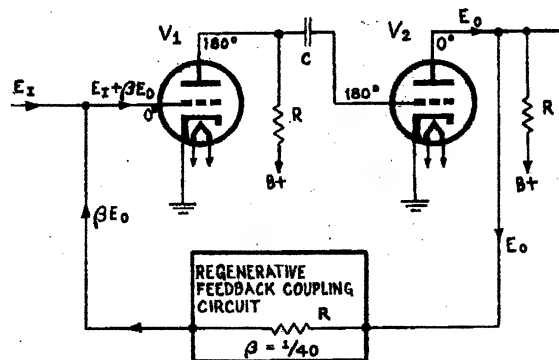 V1
V2
E0
180°
0°
C
EI
EI+βE0
0°
180°
R
R
B+
B+
βE0
E0
REGENERATIVE
FEEDBACK COUPLING
CIRCUIT
R
β = 1/40